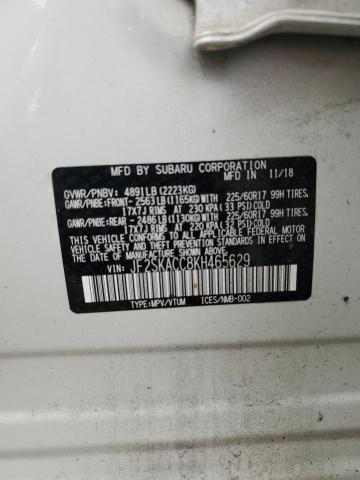 MFD BY SUBARU CORPORATION
MFD IN 11/18
GVWR/PNBV: 4891LB (2223KG)
GAWR/PNBE:FRONT- 2563LB(1165KG)WITH 225/60R17 99H TIRES,
17X7J RIMS AT 230 KPA(33 PSI)COLD
GAWR/PNBE:REAR - 2486LB(1130KG)WITH 225/60R17 99H TIRES,
17X7J RIMS AT 220 KPA(32 PSI)COLD
THIS VEHICLE CONFORMS TO ALL APPLICABLE FEDERAL MOTOR
VEHICLE SAFETY, BUMPER, AND THEFT PREVENTION STANDARDS IN EFFECT ON
THE DATE OF MANUFACTURE SHOWN ABOVE.
VIN: JF2SKACC8KH465629
TYPE:MPV/VTUM ICES/NMB-002